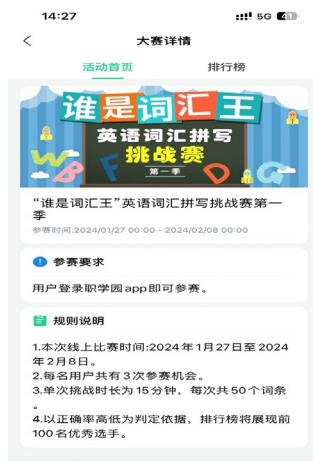 14:27
5G 41
大赛详情
活动首页 排行榜
谁是词汇王
英语词汇拼写
挑战赛
第一季
W B F D G
“谁是词汇王”英语词汇拼写挑战赛第一
季
参赛时间:2024/01/27 00:00 - 2024/02/08 00:00
参赛要求
用户登录职学园app即可参赛。
规则说明
1.本次线上比赛时间:2024年1月27日至2024
年2月8日。
2.每名用户共有3次参赛机会。
3.单次挑战时长为15分钟，每次共50个词条
。
4.以正确率高低为判定依据，排行榜将展现前
100名优秀选手。